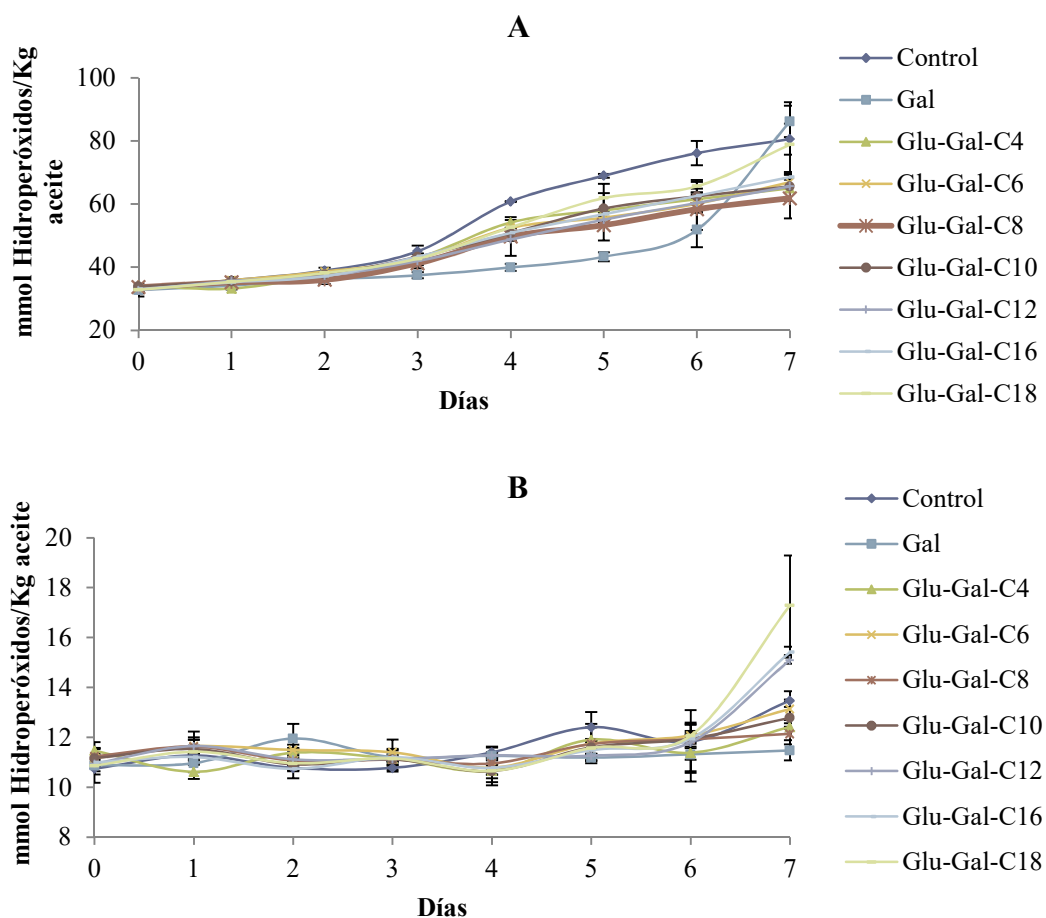 A
mmol Hidroperóxidos/Kg
aceite
100
80
60
40
20
0 1 2 3 4 5 6 7
Días
Control
Gal
Glu-Gal-C4
Glu-Gal-C6
Glu-Gal-C8
Glu-Gal-C10
Glu-Gal-C12
Glu-Gal-C16
Glu-Gal-C18
B
mmol Hidroperóxidos/Kg aceite
20
18
16
14
12
10
8
0 1 2 3 4 5 6 7
Días
Control
Gal
Glu-Gal-C4
Glu-Gal-C6
Glu-Gal-C8
Glu-Gal-C10
Glu-Gal-C12
Glu-Gal-C16
Glu-Gal-C18